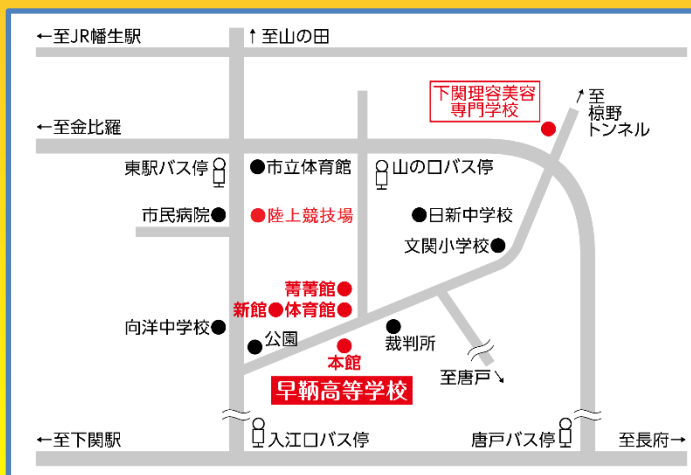 ←至JR幡生駅
↑至山の田
下関理容美容
専門学校
↗至
椋野
トンネル
←至金比羅
東駅バス停
市立体育館
山の口バス停
市民病院
陸上競技場
日新中学校
文関小学校
菁菁館
新館
体育館
向洋中学校
公園
本館
裁判所
早鞆高等学校
至唐戸↘
←至下関駅
入江口バス停
唐戸バス停
至長府→